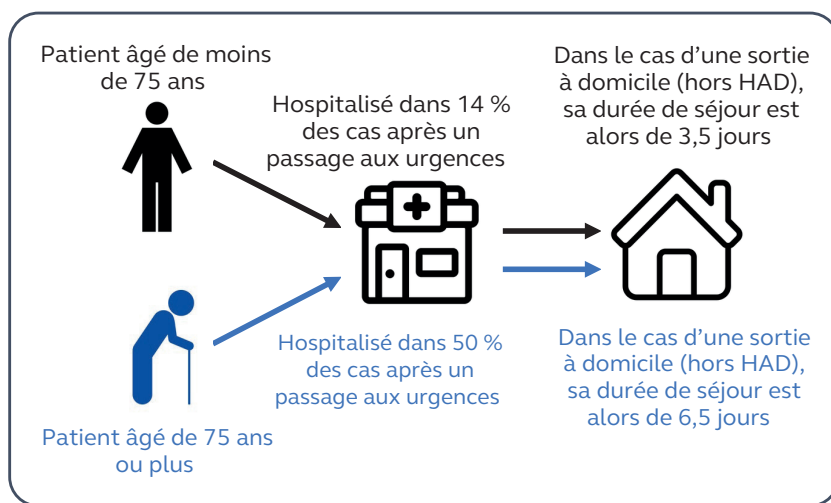 Patient âgé de moins
de 75 ans
Hospitalisé dans 14 %
des cas après un
passage aux urgences
Dans le cas d’une sortie
à domicile (hors HAD),
sa durée de séjour est
alors de 3,5 jours
Patient âgé de 75 ans
ou plus
Hospitalisé dans 50 %
des cas après un
passage aux urgences
Dans le cas d’une sortie
à domicile (hors HAD),
sa durée de séjour est
alors de 6,5 jours